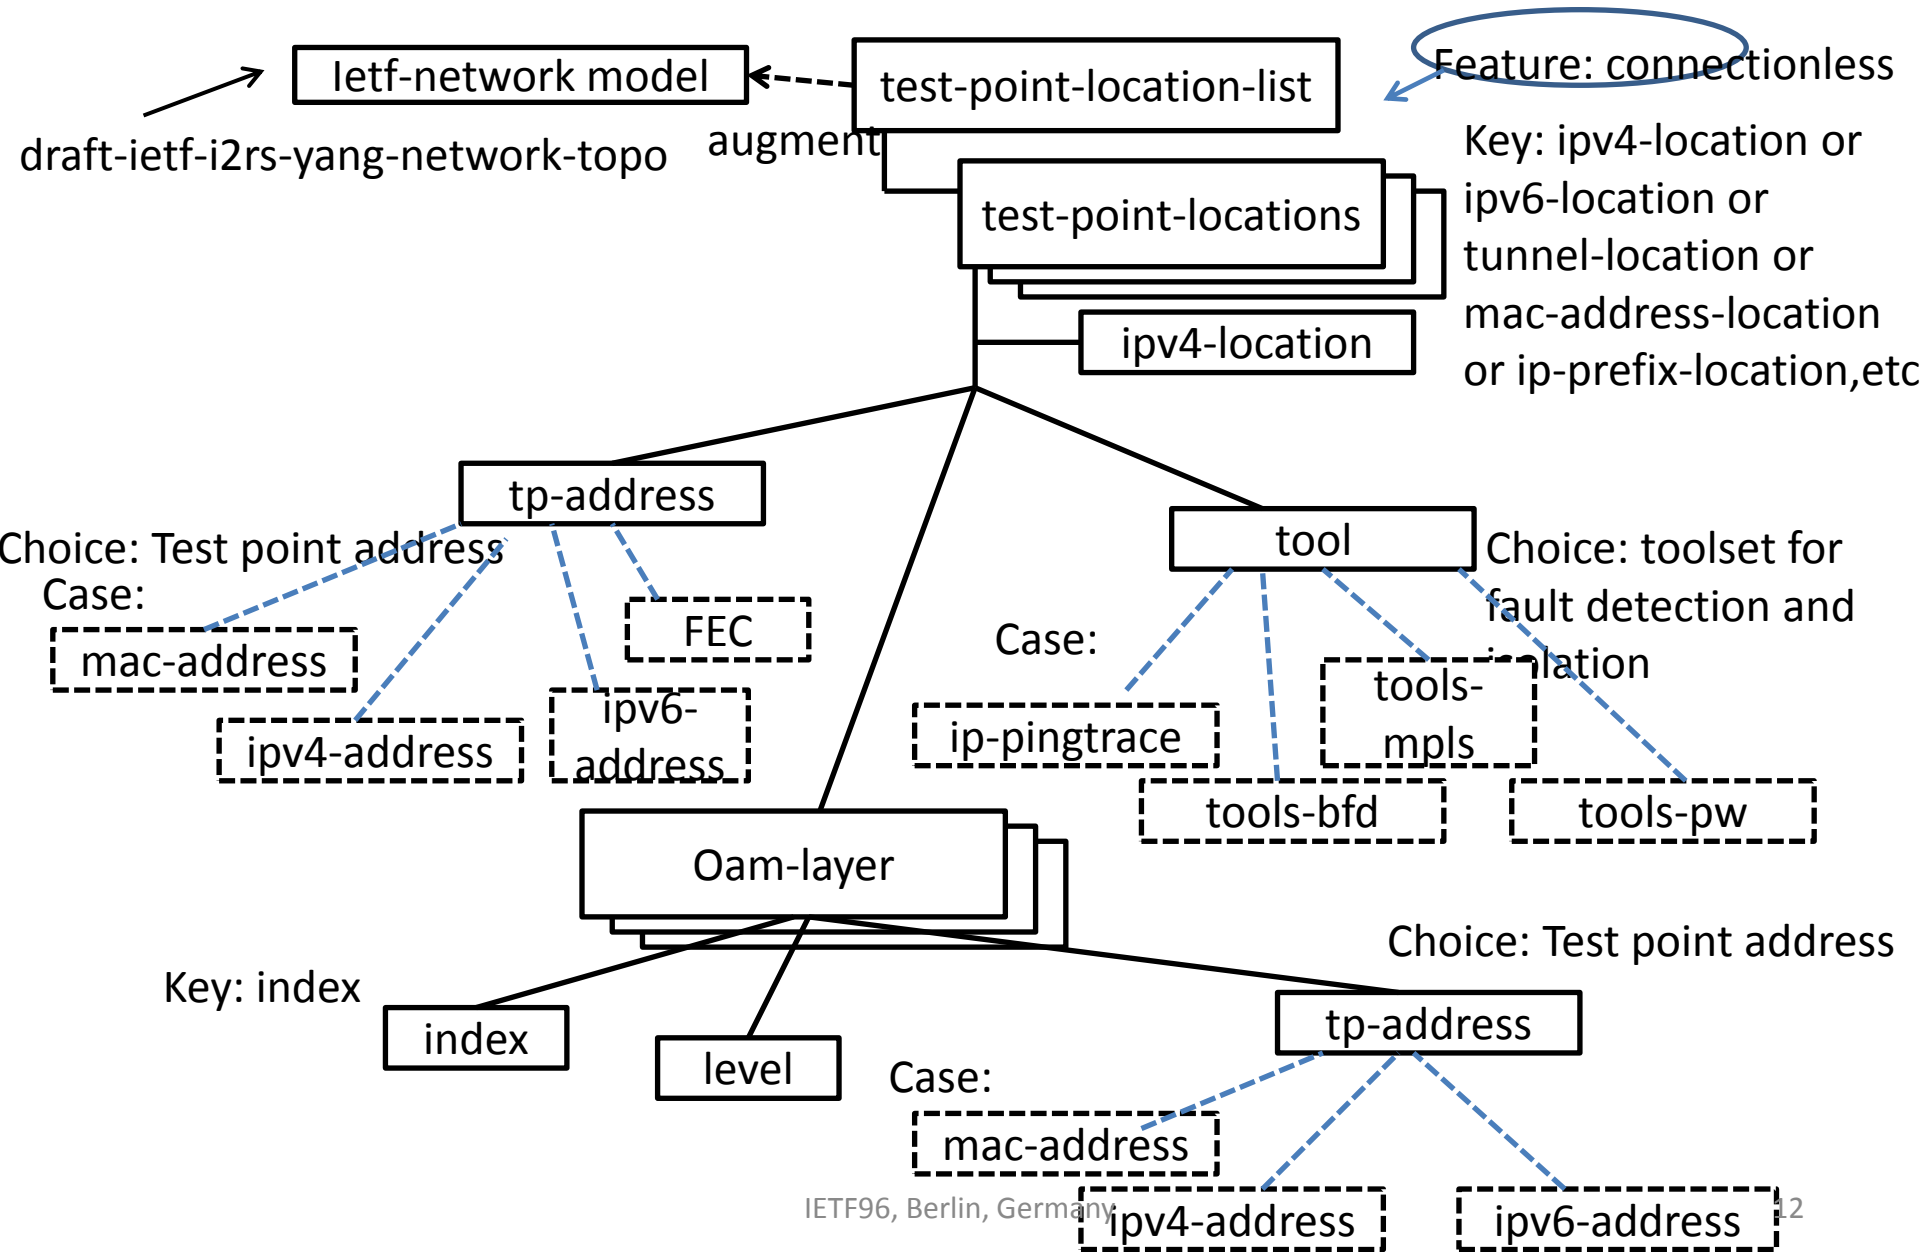 Ietf-network model
test-point-location-list
Feature: connectionless
draft-ietf-i2rs-yang-network-topo
augment
Key: ipv4-location or
ipv6-location or
tunnel-location or
mac-address-location
or ip-prefix-location,etc
test-point-locations
ipv4-location
tp-address
tool
Choice: Test point address
Case:
mac-address
ipv4-address
ipv6-
address
FEC
Choice: toolset for
fault detection and
isolation
Case:
ip-pingtrace
tools-bfd
tools-
mpls
tools-pw
Oam-layer
Key: index
index
level
Choice: Test point address
tp-address
Case:
mac-address
ipv4-address
ipv6-address
IETF96, Berlin, Germany
12